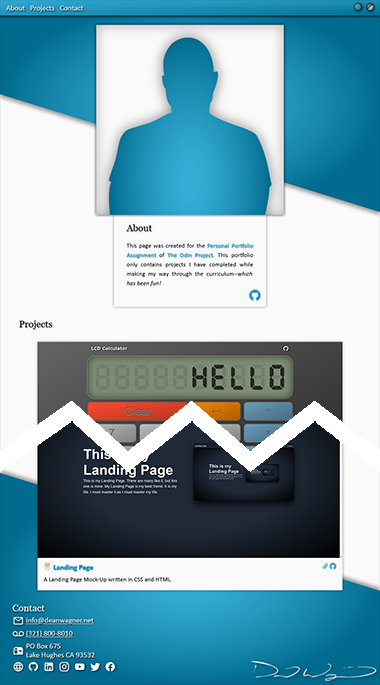 About Projects Contact
About
This page was created for the Personal Portfolio
Assignment of The Odin Project. This portfolio
only contains projects I have completed while
making my way through the curriculum—which
has been fun!
Projects
LCD Calculator
HELLO
Clear
↔
÷
7
This is my
Landing Page
This is my Landing Page. There are many like it, but this
one is mine. My Landing Page is my best friend. It is my
life. I must master it as I must master my life.
This is my
Landing Page
Landing Page
A Landing Page Mock-Up written in CSS and HTML.
Contact
info@deanwagner.net
(321) 800-8010
PO Box 675
Lake Hughes CA 93532